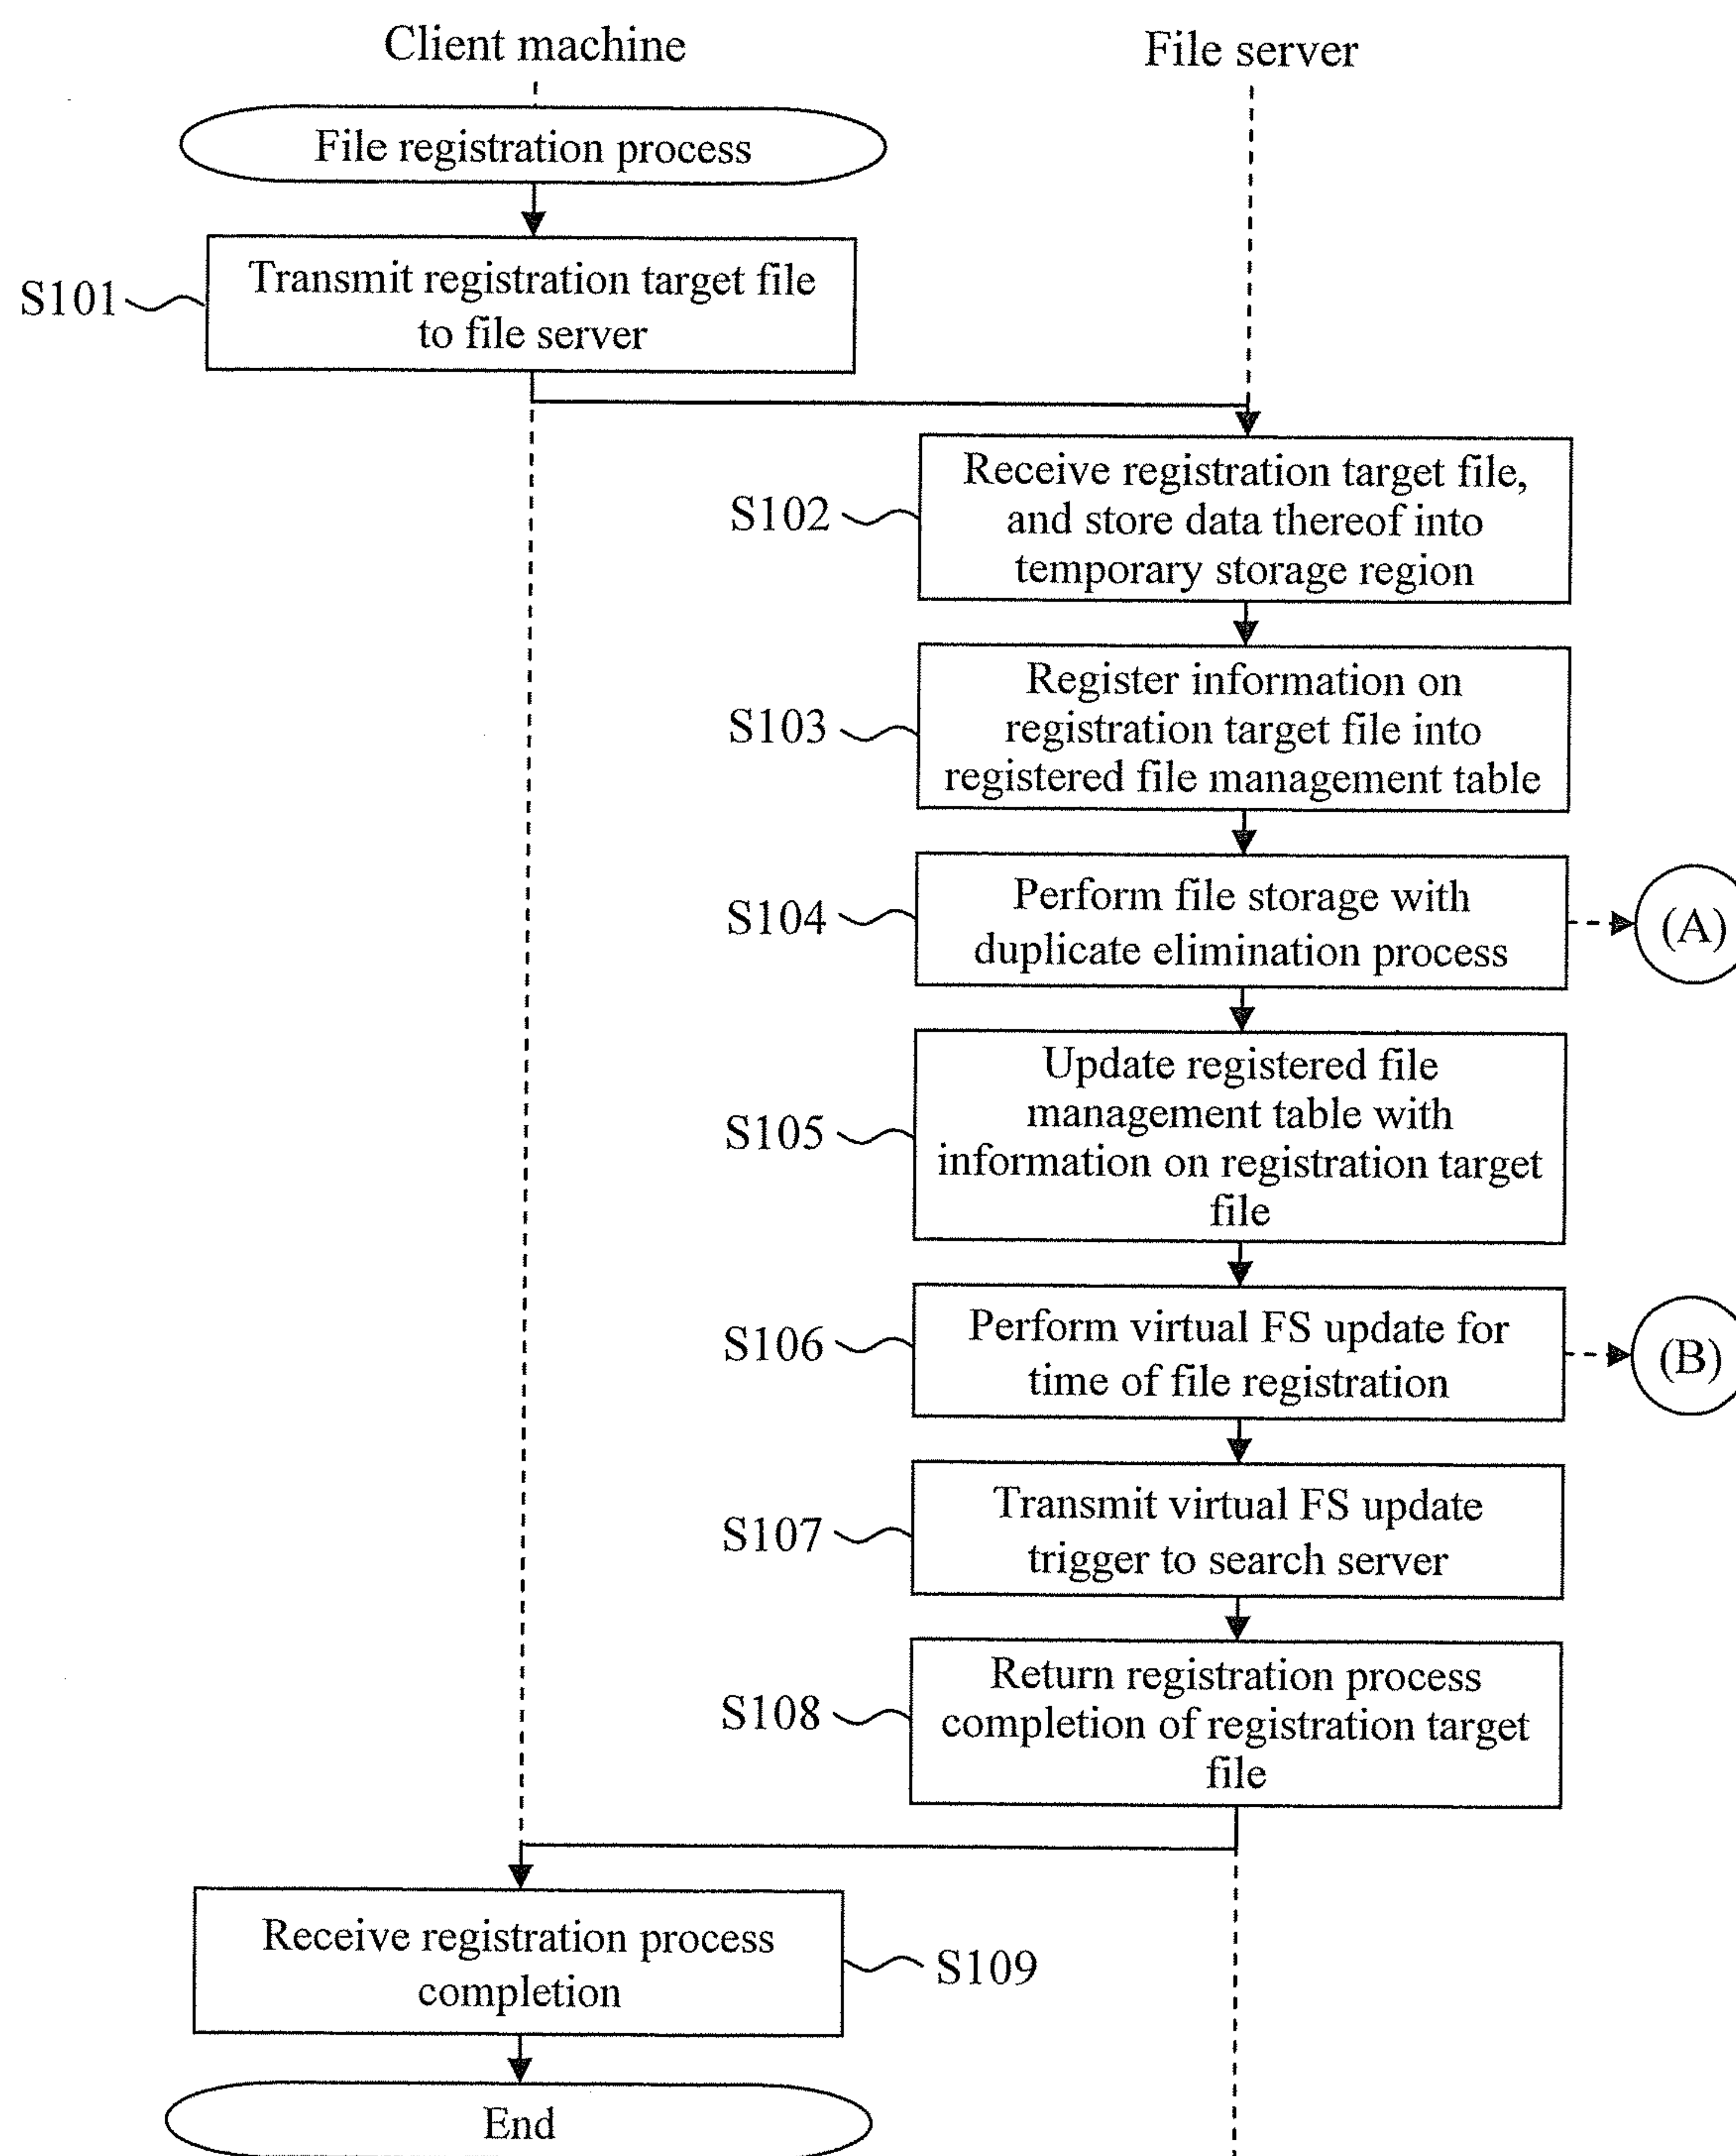 Client machine
File server
File registration process
S101
Transmit registration target file
to file server
S102
Receive registration target file,
and store data thereof into
temporary storage region
S103
Register information on
registration target file into
registered file management table
S104
Perform file storage with
duplicate elimination process
(A)
S105
Update registered file
management table with
information on registration target
file
S106
Perform virtual FS update for
time of file registration
(B)
S107
Transmit virtual FS update
trigger to search server
S108
Return registration process
completion of registration target
file
Receive registration process
completion
S109
End